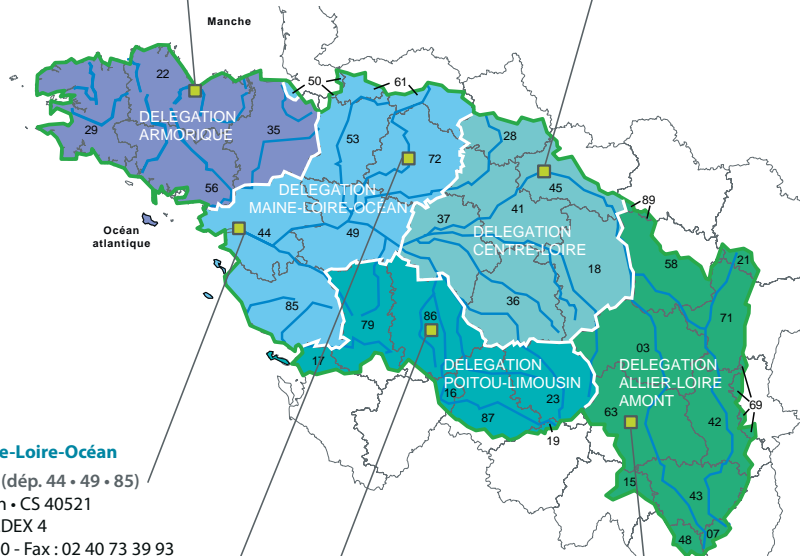 Manche
22
50
61
DELEGATION
ARMORIQUE
29
35
53
72
28
56
DELEGATION
MAINE-LOIRE-OCÉAN
45
41
89
Océan
atlantique
44
49
37
DELEGATION
CENTRE-LOIRE
18
58
21
85
79
86
36
71
17
03
DELEGATION
POITOU-LIMOUSIN
DELEGATION
ALLIER-LOIRE
AMONT
16
23
87
19
63
69
42
15
43
48
07
e-Loire-Océan
(dép. 44 • 49 • 85)
n • CS 40521
DEX 4
0 - Fax : 02 40 73 39 93